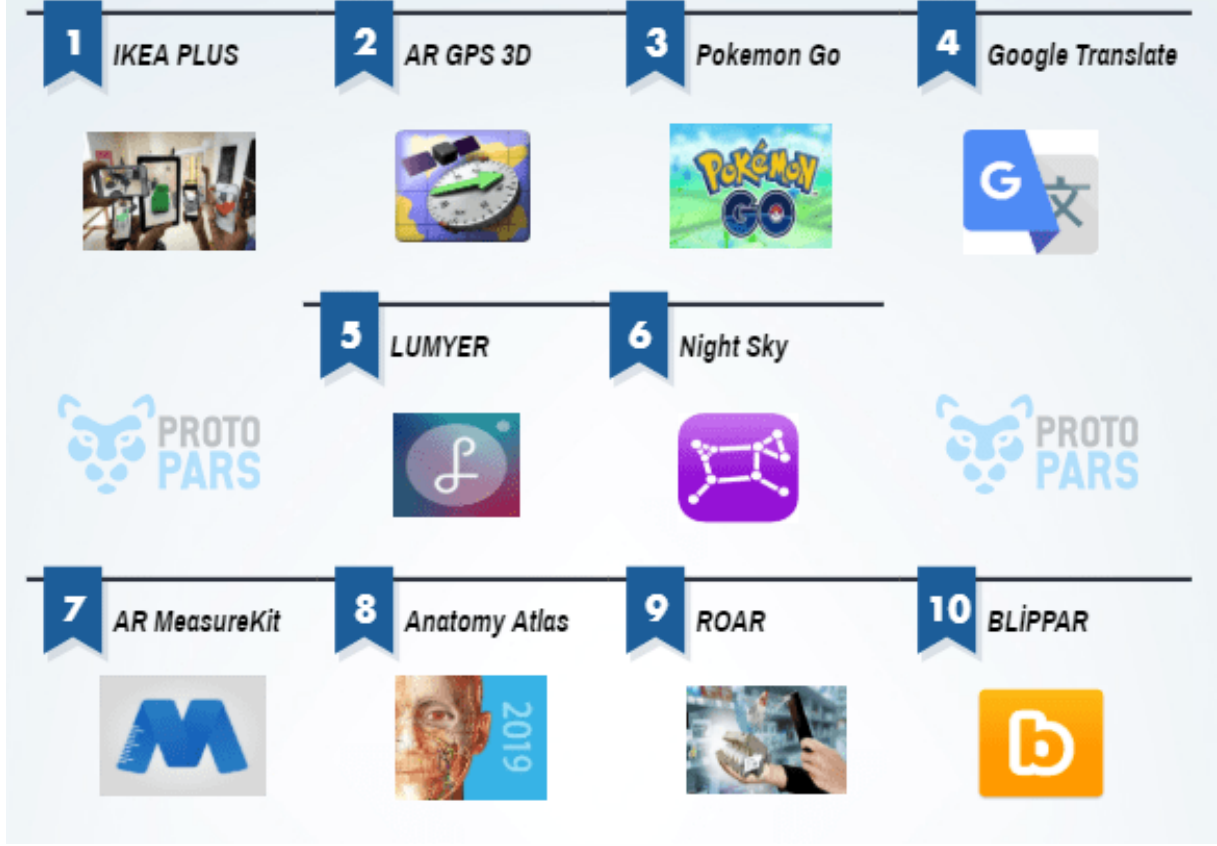 1 IKEA PLUS
2 AR GPS 3D
3 Pokemon Go
4 Google Translate
POKÉMON
GO
G 文
5 LUMYER
6 Night Sky
PROTO
PARS
PROTO
PARS
7 AR MeasureKit
8 Anatomy Atlas
9 ROAR
10 BLİPPAR
M
2019
b